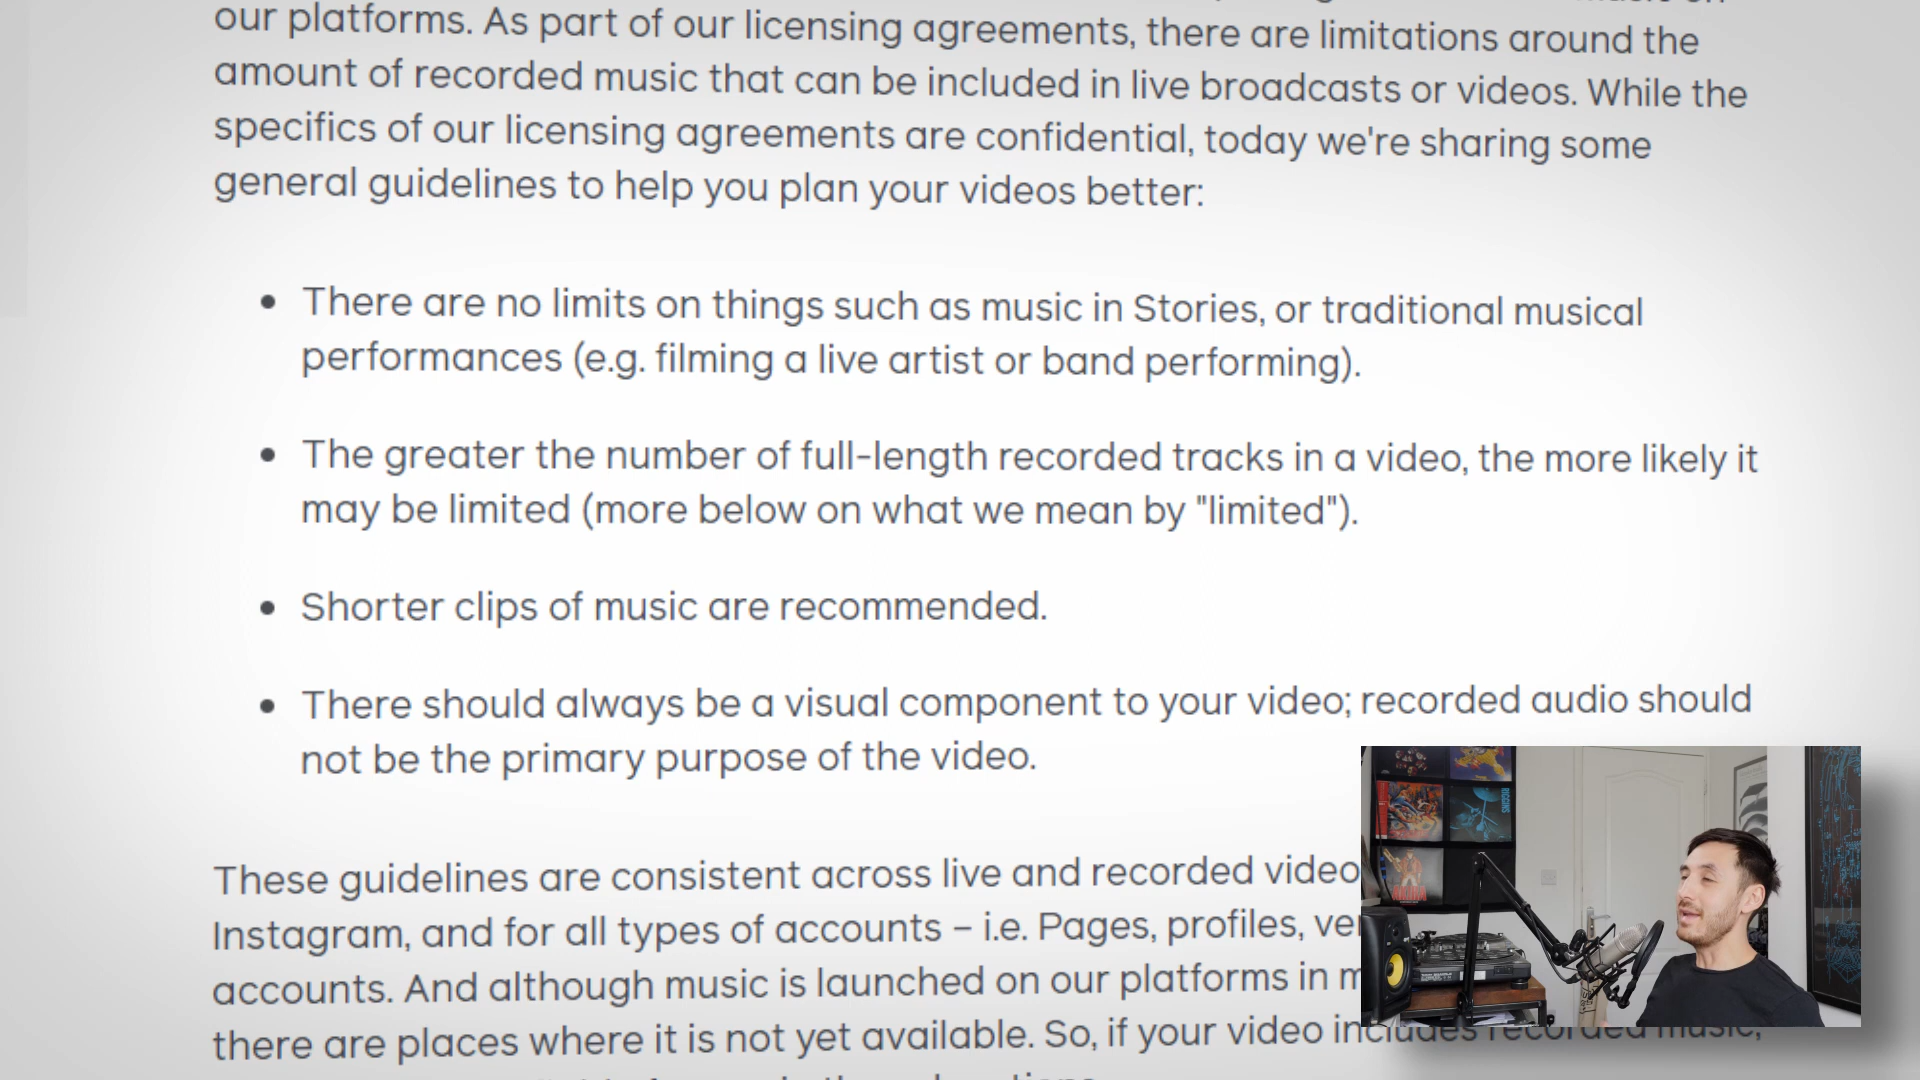 our platforms. As part of our licensing agreements, there are limitations around the
amount of recorded music that can be included in live broadcasts or videos. While the
specifics of our licensing agreements are confidential, today we're sharing some
general guidelines to help you plan your videos better:
• There are no limits on things such as music in Stories, or traditional musical
performances (e.g. filming a live artist or band performing).
• The greater the number of full-length recorded tracks in a video, the more likely it
may be limited (more below on what we mean by "limited").
• Shorter clips of music are recommended.
• There should always be a visual component to your video; recorded audio should
not be the primary purpose of the video.
These guidelines are consistent across live and recorded video
Instagram, and for all types of accounts – i.e. Pages, profiles, ver
accounts. And although music is launched on our platforms in m
there are places where it is not yet available. So, if your video includes recorded music,